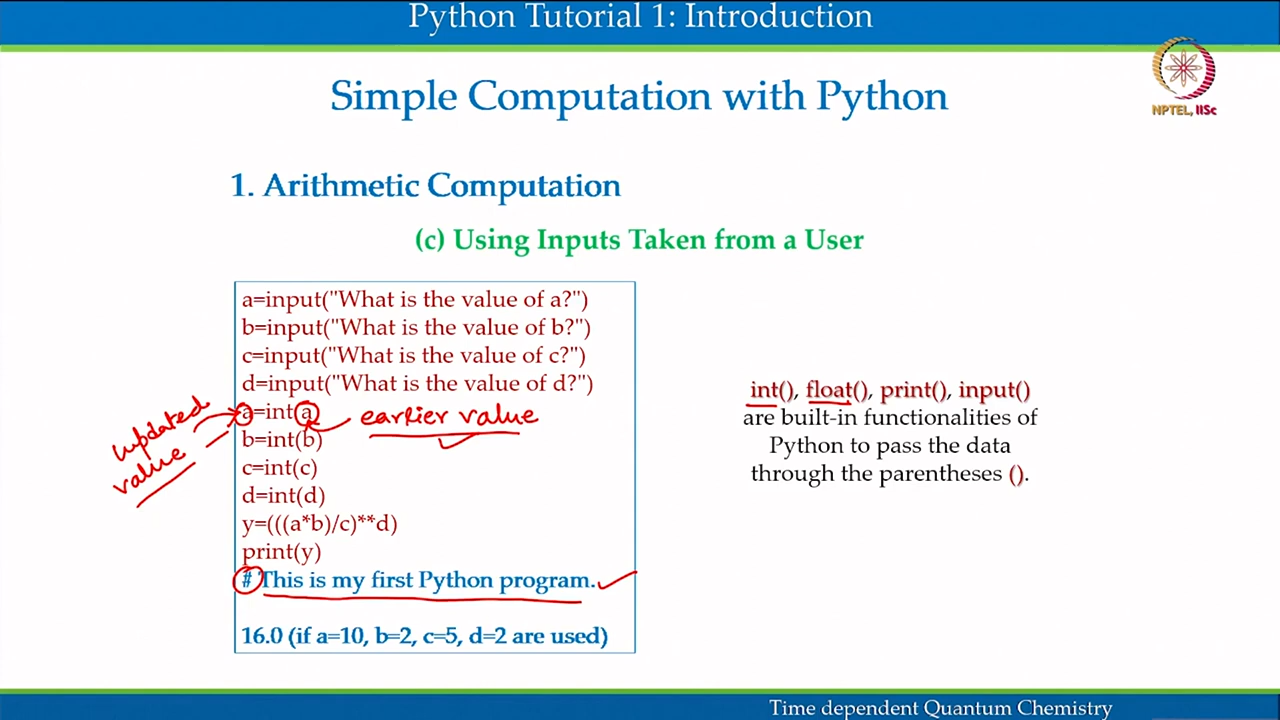 Python Tutorial 1: Introduction
NPTEL, IISc
Simple Computation with Python
1. Arithmetic Computation
(c) Using Inputs Taken from a User
a=input("What is the value of a?")
b=input("What is the value of b?")
c=input("What is the value of c?")
d=input("What is the value of d?")
a=int(a)
earlier value
updated
value
b=int(b)
c=int(c)
d=int(d)
y=(((a*b)/c)**d)
print(y)
# This is my first Python program.
16.0 (if a=10, b=2, c=5, d=2 are used)
int(), float(), print(), input()
are built-in functionalities of
Python to pass the data
through the parentheses ().
Time dependent Quantum Chemistry